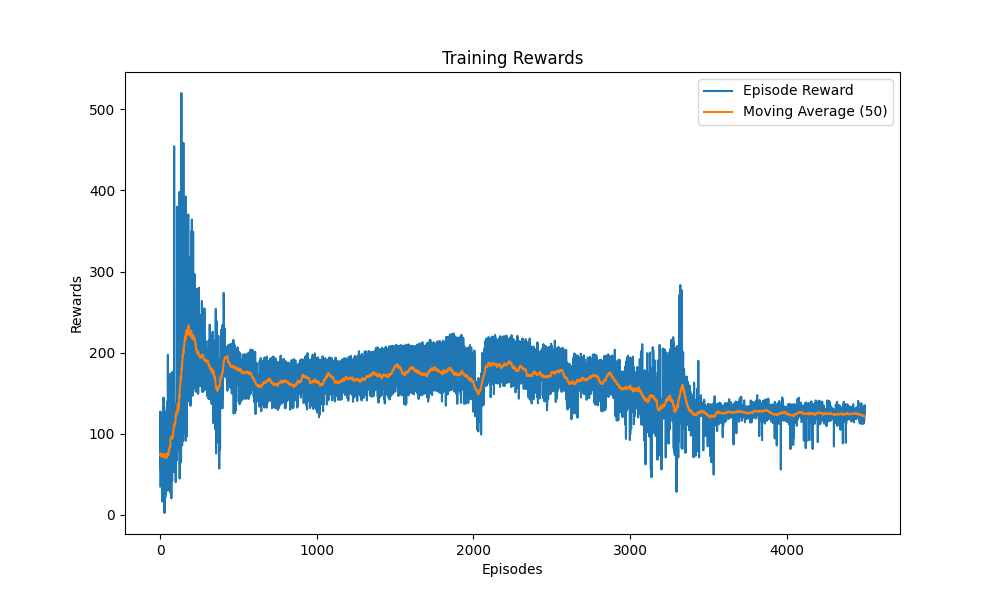 Training Rewards
Episode Reward
Moving Average (50)
500
400
300
200
100
0
Rewards
0 1000 2000 3000 4000
Episodes